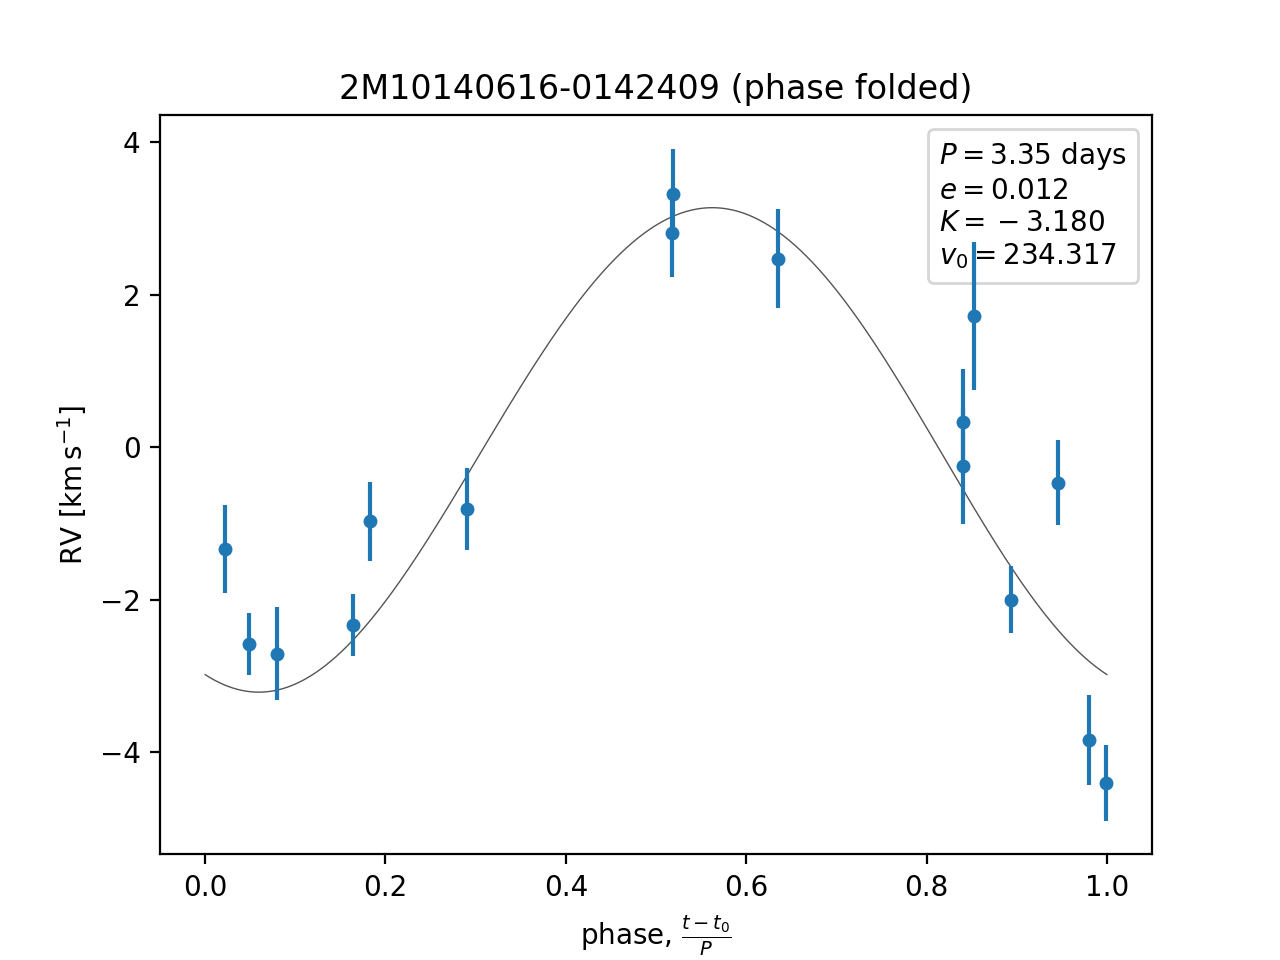 2M10140616-0142409 (phase folded)
P = 3.35 days
e = 0.012
K = −3.180
v₀ = 234.317
RV [km s⁻¹]
4
2
0
−2
−4
0.0 0.2 0.4 0.6 0.8 1.0
phase, (t − t₀)/P